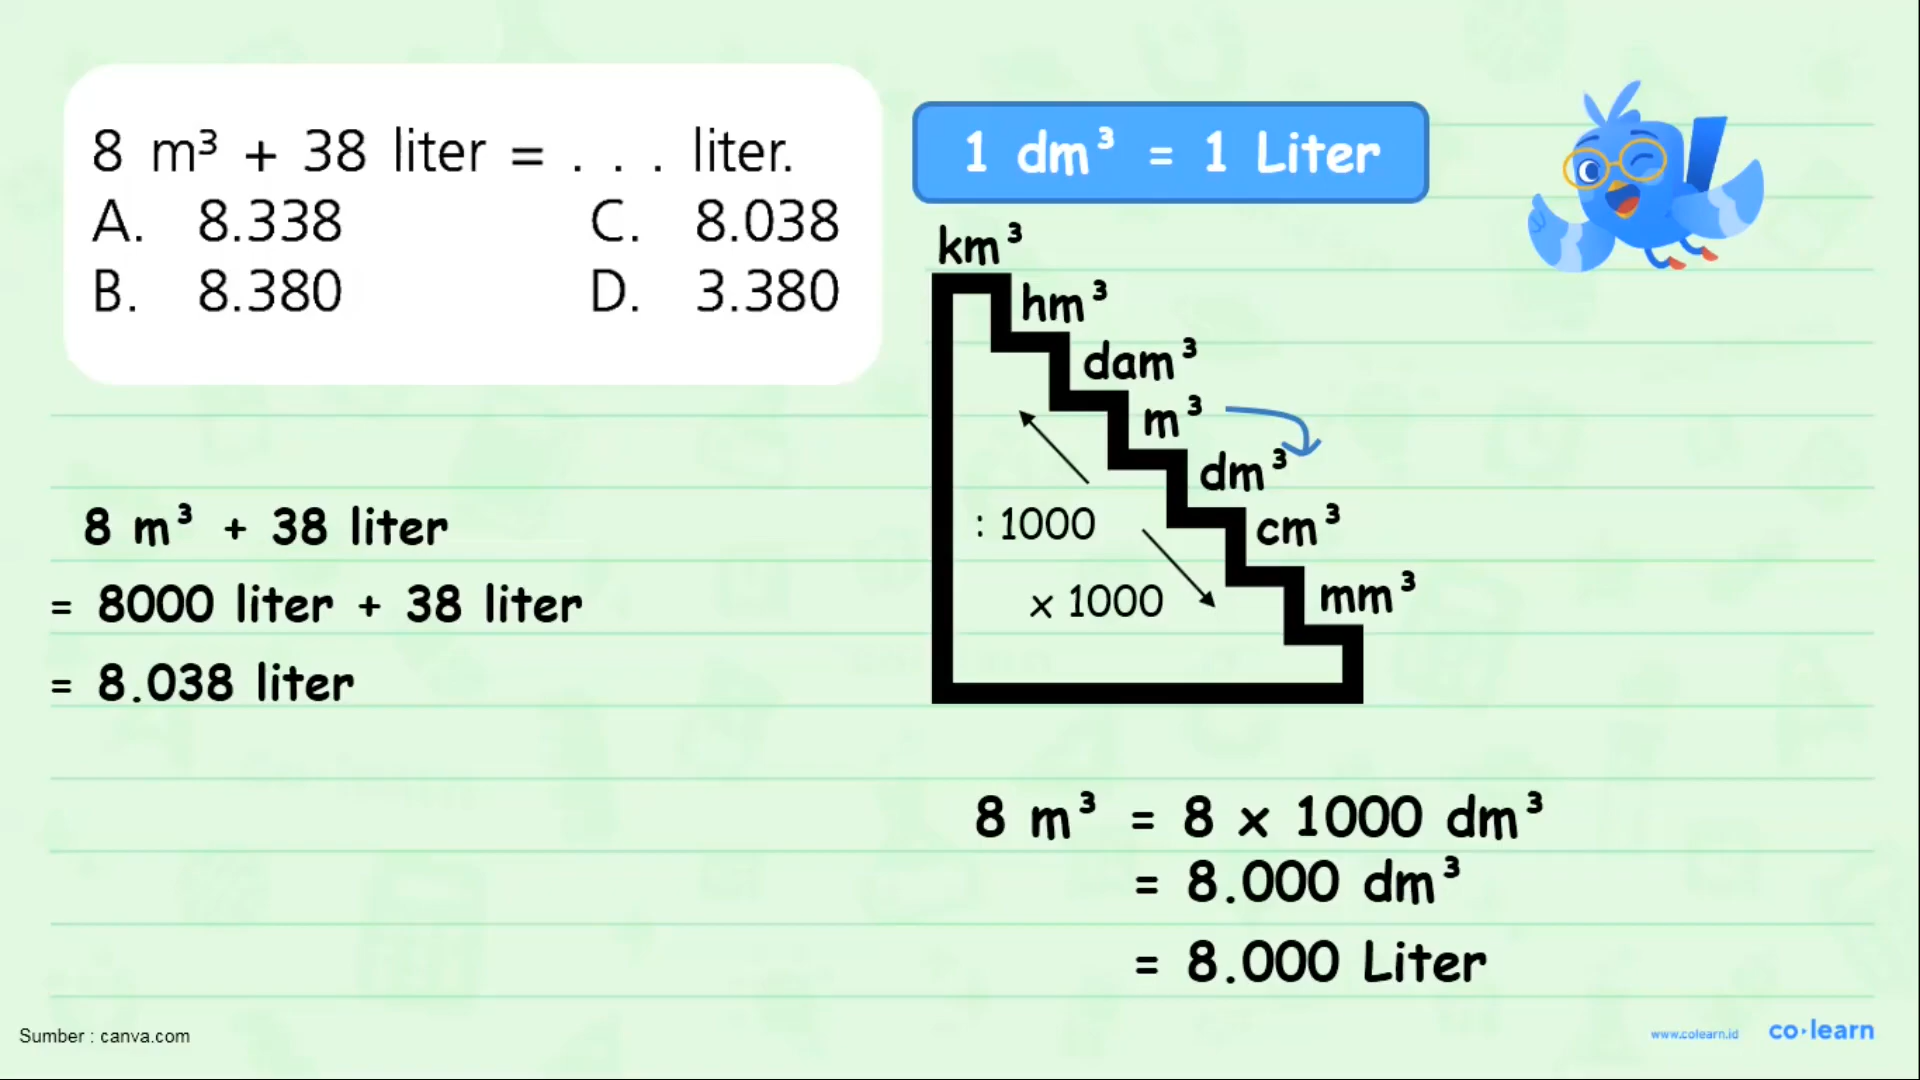 8 m³ + 38 liter = . . . liter.
A. 8.338 C. 8.038
B. 8.380 D. 3.380
1 dm³ = 1 Liter
km³
hm³
dam³
m³
dm³
cm³
mm³
: 1000
x 1000
8 m³ + 38 liter
= 8000 liter + 38 liter
= 8.038 liter
8 m³ = 8 x 1000 dm³
= 8.000 dm³
= 8.000 Liter
Sumber : canva.com
www.colearn.id co·learn